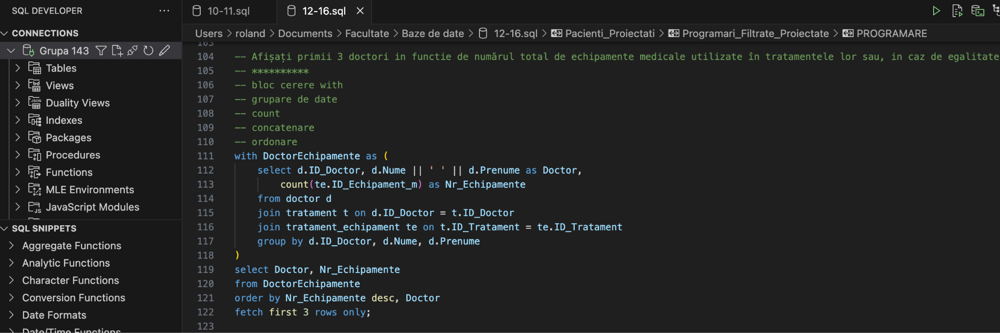 SQL DEVELOPER
10-11.sql
12-16.sql
CONNECTIONS
Users > roland > Documents > Facultate > Baze de date > 12-16.sql > Pacienti_Proiectati > Programari_Filtrate_Proiectate > PROGRAMARE
Grupa 143
Tables
Views
Duality Views
Indexes
Packages
Procedures
Functions
MLE Environments
JavaScript Modules
SQL SNIPPETS
Aggregate Functions
Analytic Functions
Character Functions
Conversion Functions
Date Formats
Date/Time Functions
103
104 -- Afișați primii 3 doctori in functie de numărul total de echipamente medicale utilizate în tratamentele lor sau, in caz de egalitate
105 -- **********
106 -- bloc cerere with
107 -- grupare de date
108 -- count
109 -- concatenare
110 -- ordonare
111 with DoctorEchipamente as (
112 select d.ID_Doctor, d.Nume || ' ' || d.Prenume as Doctor,
113 count(te.ID_Echipament_m) as Nr_Echipamente
114 from doctor d
115 join tratament t on d.ID_Doctor = t.ID_Doctor
116 join tratament_echipament te on t.ID_Tratament = te.ID_Tratament
117 group by d.ID_Doctor, d.Nume, d.Prenume
118 )
119 select Doctor, Nr_Echipamente
120 from DoctorEchipamente
121 order by Nr_Echipamente desc, Doctor
122 fetch first 3 rows only;
123